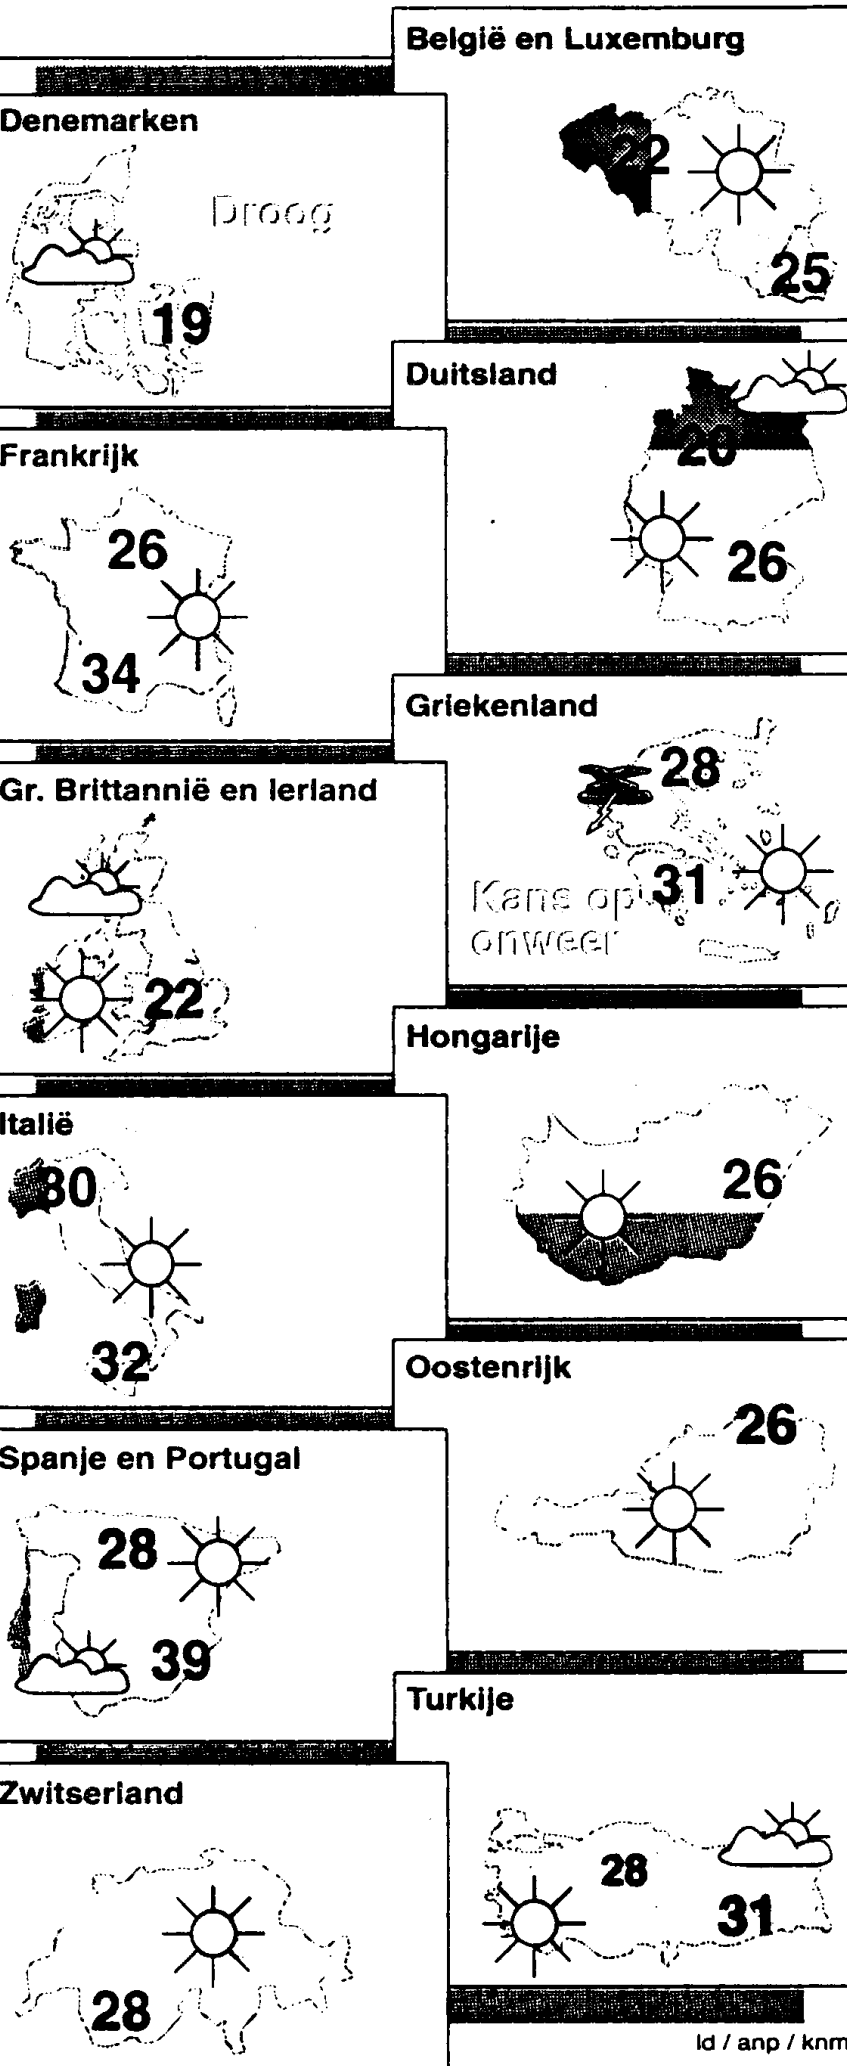 België en Luxemburg
22
25
Denemarken
Droog
19
Duitsland
20
26
Frankrijk
26
34
Griekenland
28
31
Kans op
onweer
Gr. Brittannië en Ierland
22
Hongarije
26
Italië
30
32
Oostenrijk
26
Spanje en Portugal
28
39
Turkije
28
31
Zwitserland
28
ld / anp / knm